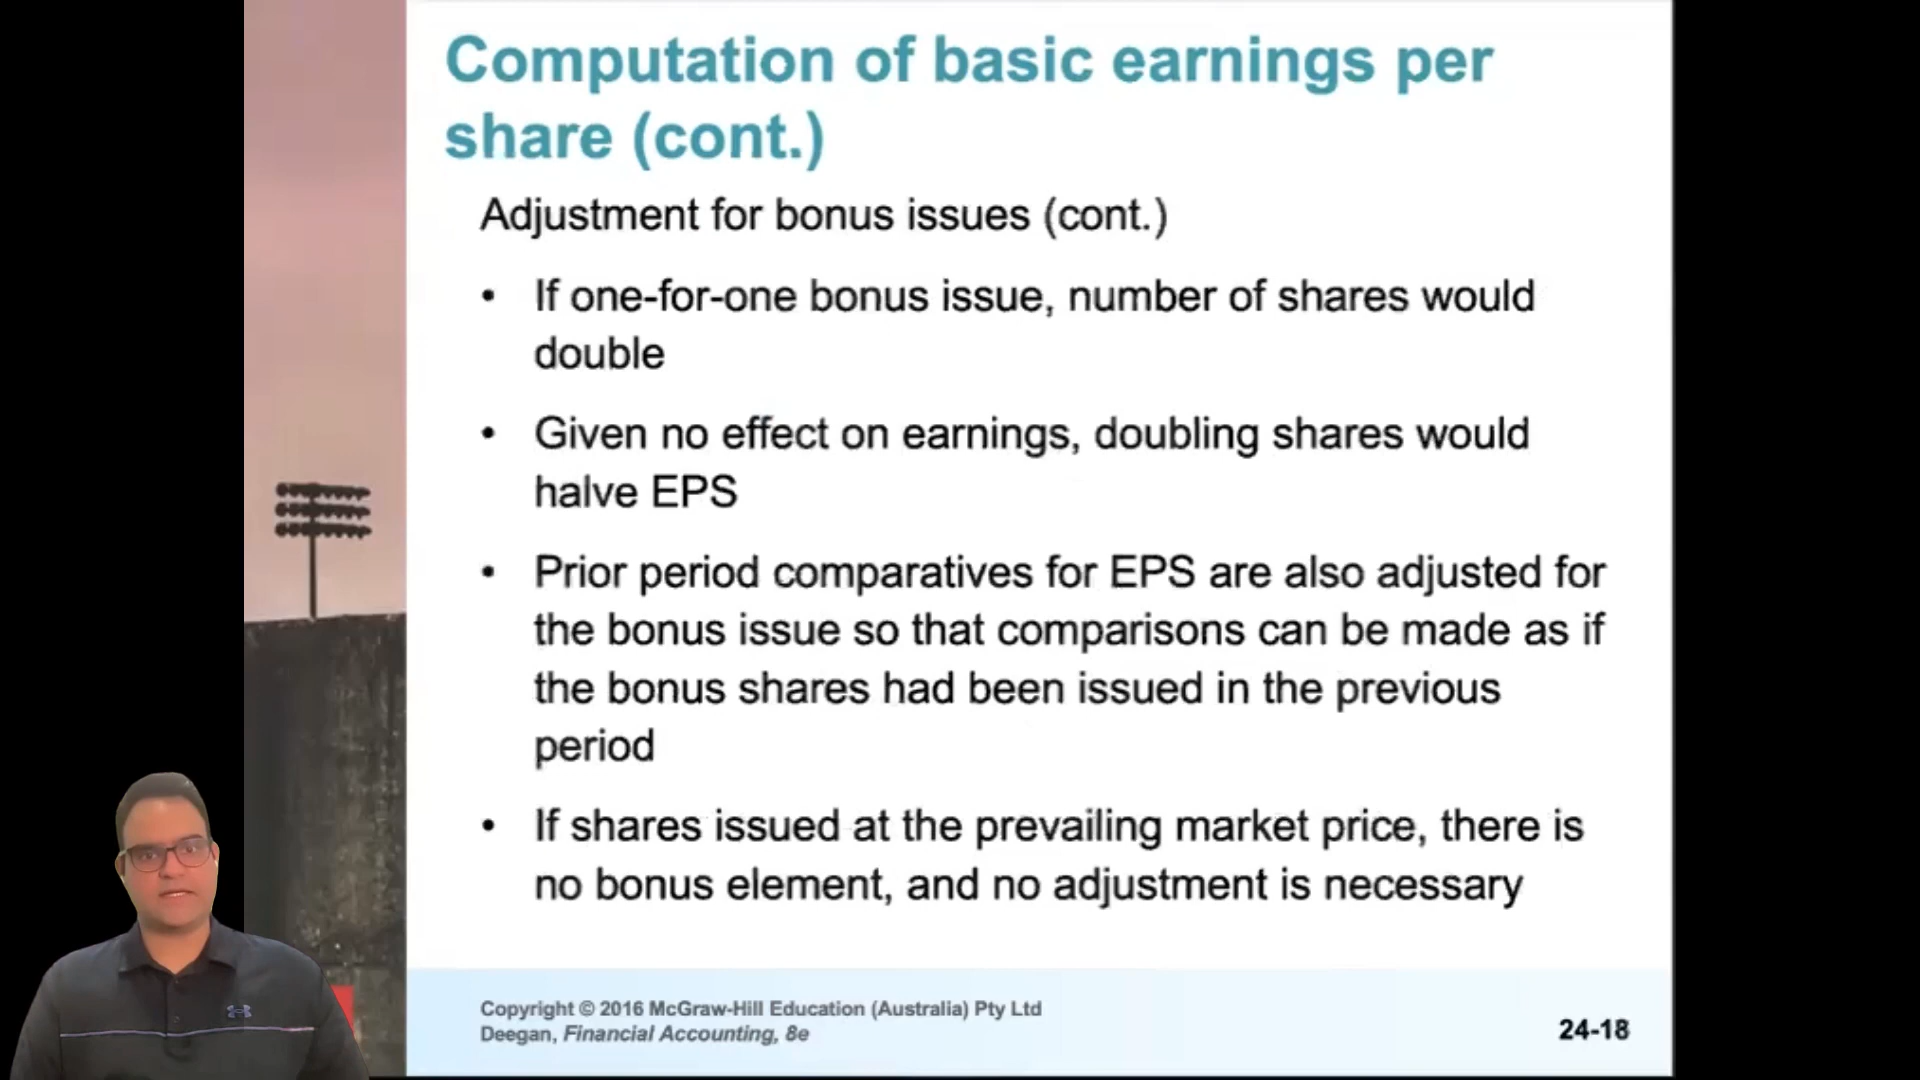 Computation of basic earnings per
share (cont.)
Adjustment for bonus issues (cont.)
• If one-for-one bonus issue, number of shares would
double
• Given no effect on earnings, doubling shares would
halve EPS
• Prior period comparatives for EPS are also adjusted for
the bonus issue so that comparisons can be made as if
the bonus shares had been issued in the previous
period
• If shares issued at the prevailing market price, there is
no bonus element, and no adjustment is necessary
Copyright © 2016 McGraw-Hill Education (Australia) Pty Ltd
Deegan, Financial Accounting, 8e
24-18